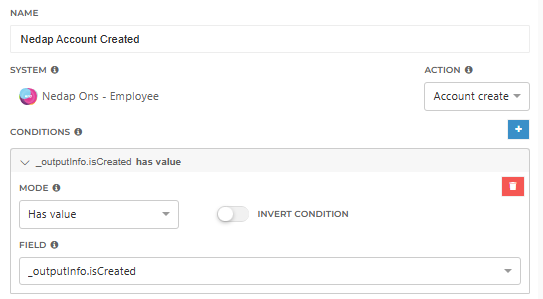 NAME
Nedap Account Created
SYSTEM ACTION
Nedap Ons - Employee Account create
CONDITIONS
_outputInfo.isCreated has value
MODE
Has value INVERT CONDITION
FIELD
_outputInfo.isCreated